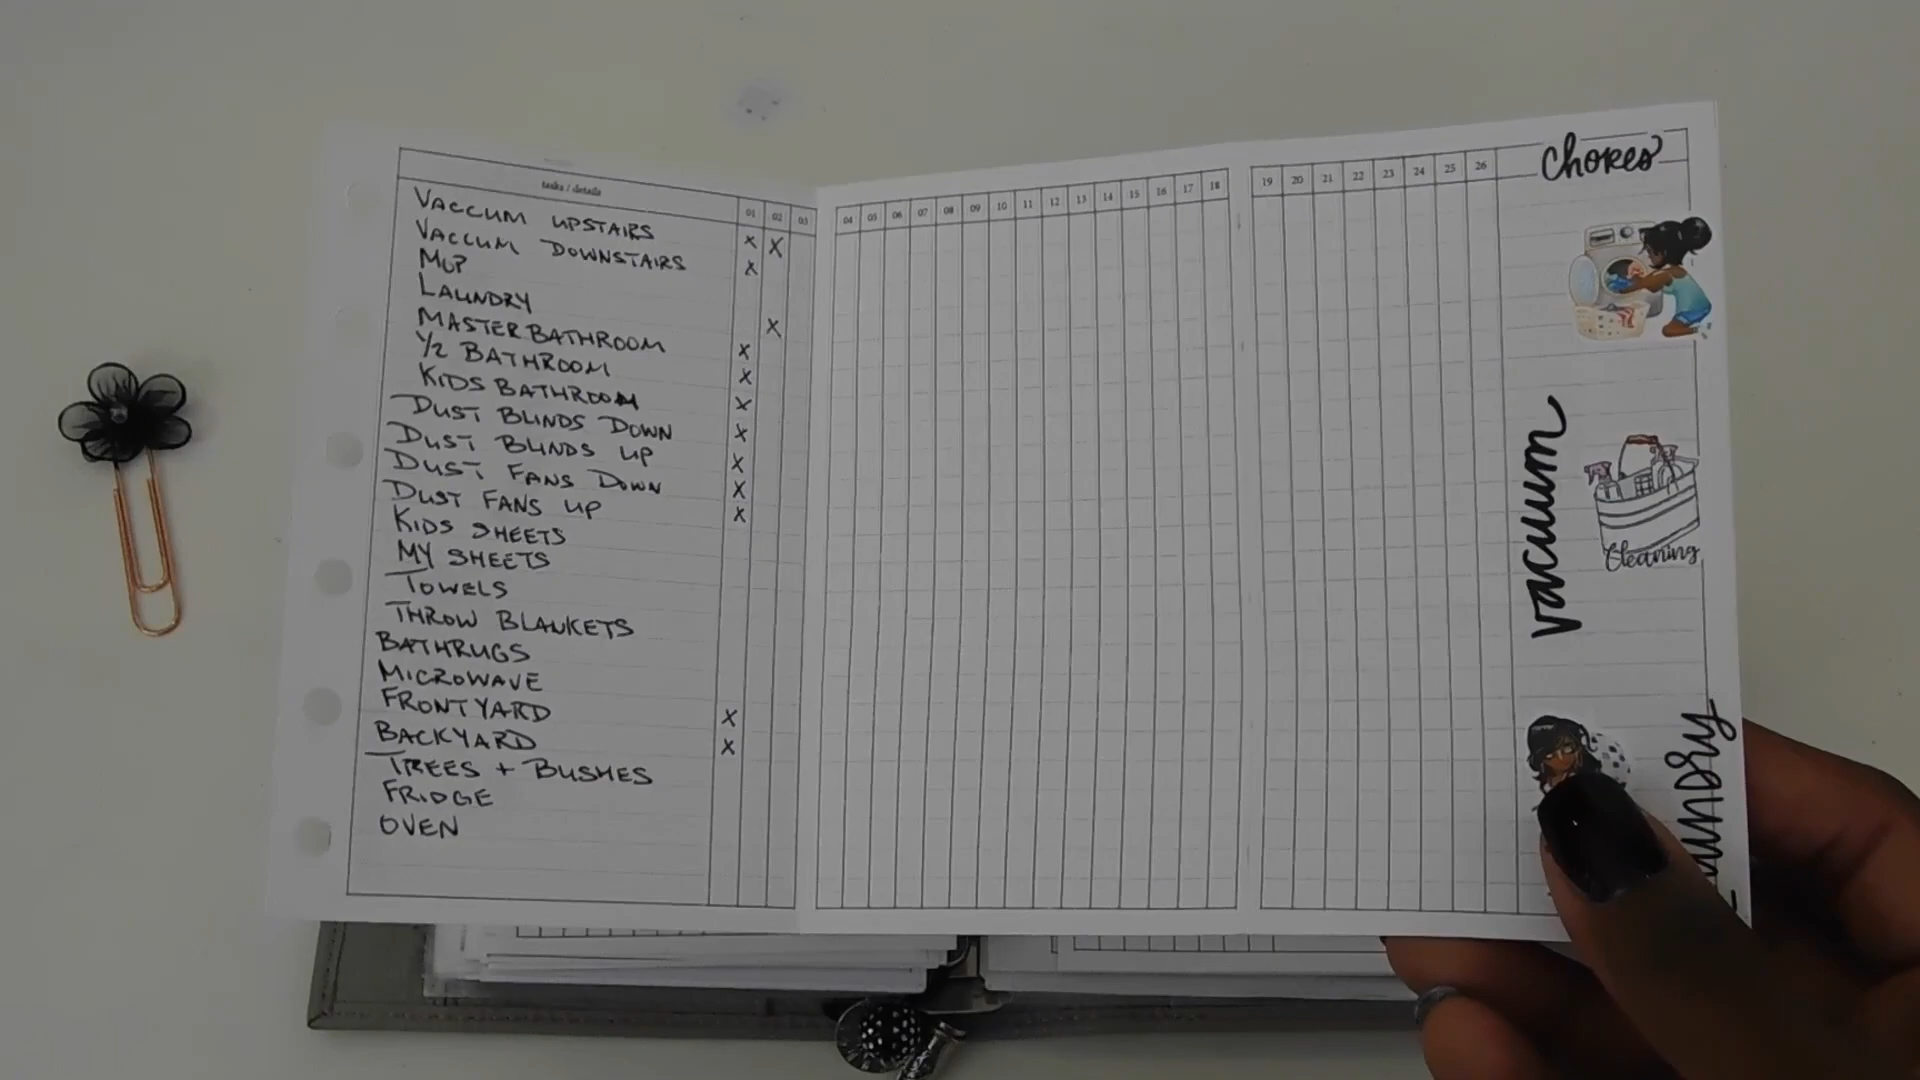 tasks / details
01 02 03 04 05 06 07 08 09 10 11 12 13 14 15 16 17 18 19 20 21 22 23 24 25 26
Chores
VACCUM UPSTAIRS X X
VACCUM DOWNSTAIRS X
MOP
LAUNDRY X
MASTER BATHROOM X
1/2 BATHROOM X
KIDS BATHROOM X
DUST BLINDS DOWN X
DUST BLINDS UP X
DUST FANS DOWN X
DUST FANS UP X
KIDS SHEETS
MY SHEETS
TOWELS
THROW BLANKETS
BATHRUGS
MICROWAVE
FRONTYARD X
BACKYARD X
TREES + BUSHES
FRIDGE
OVEN
vacuum
Cleaning